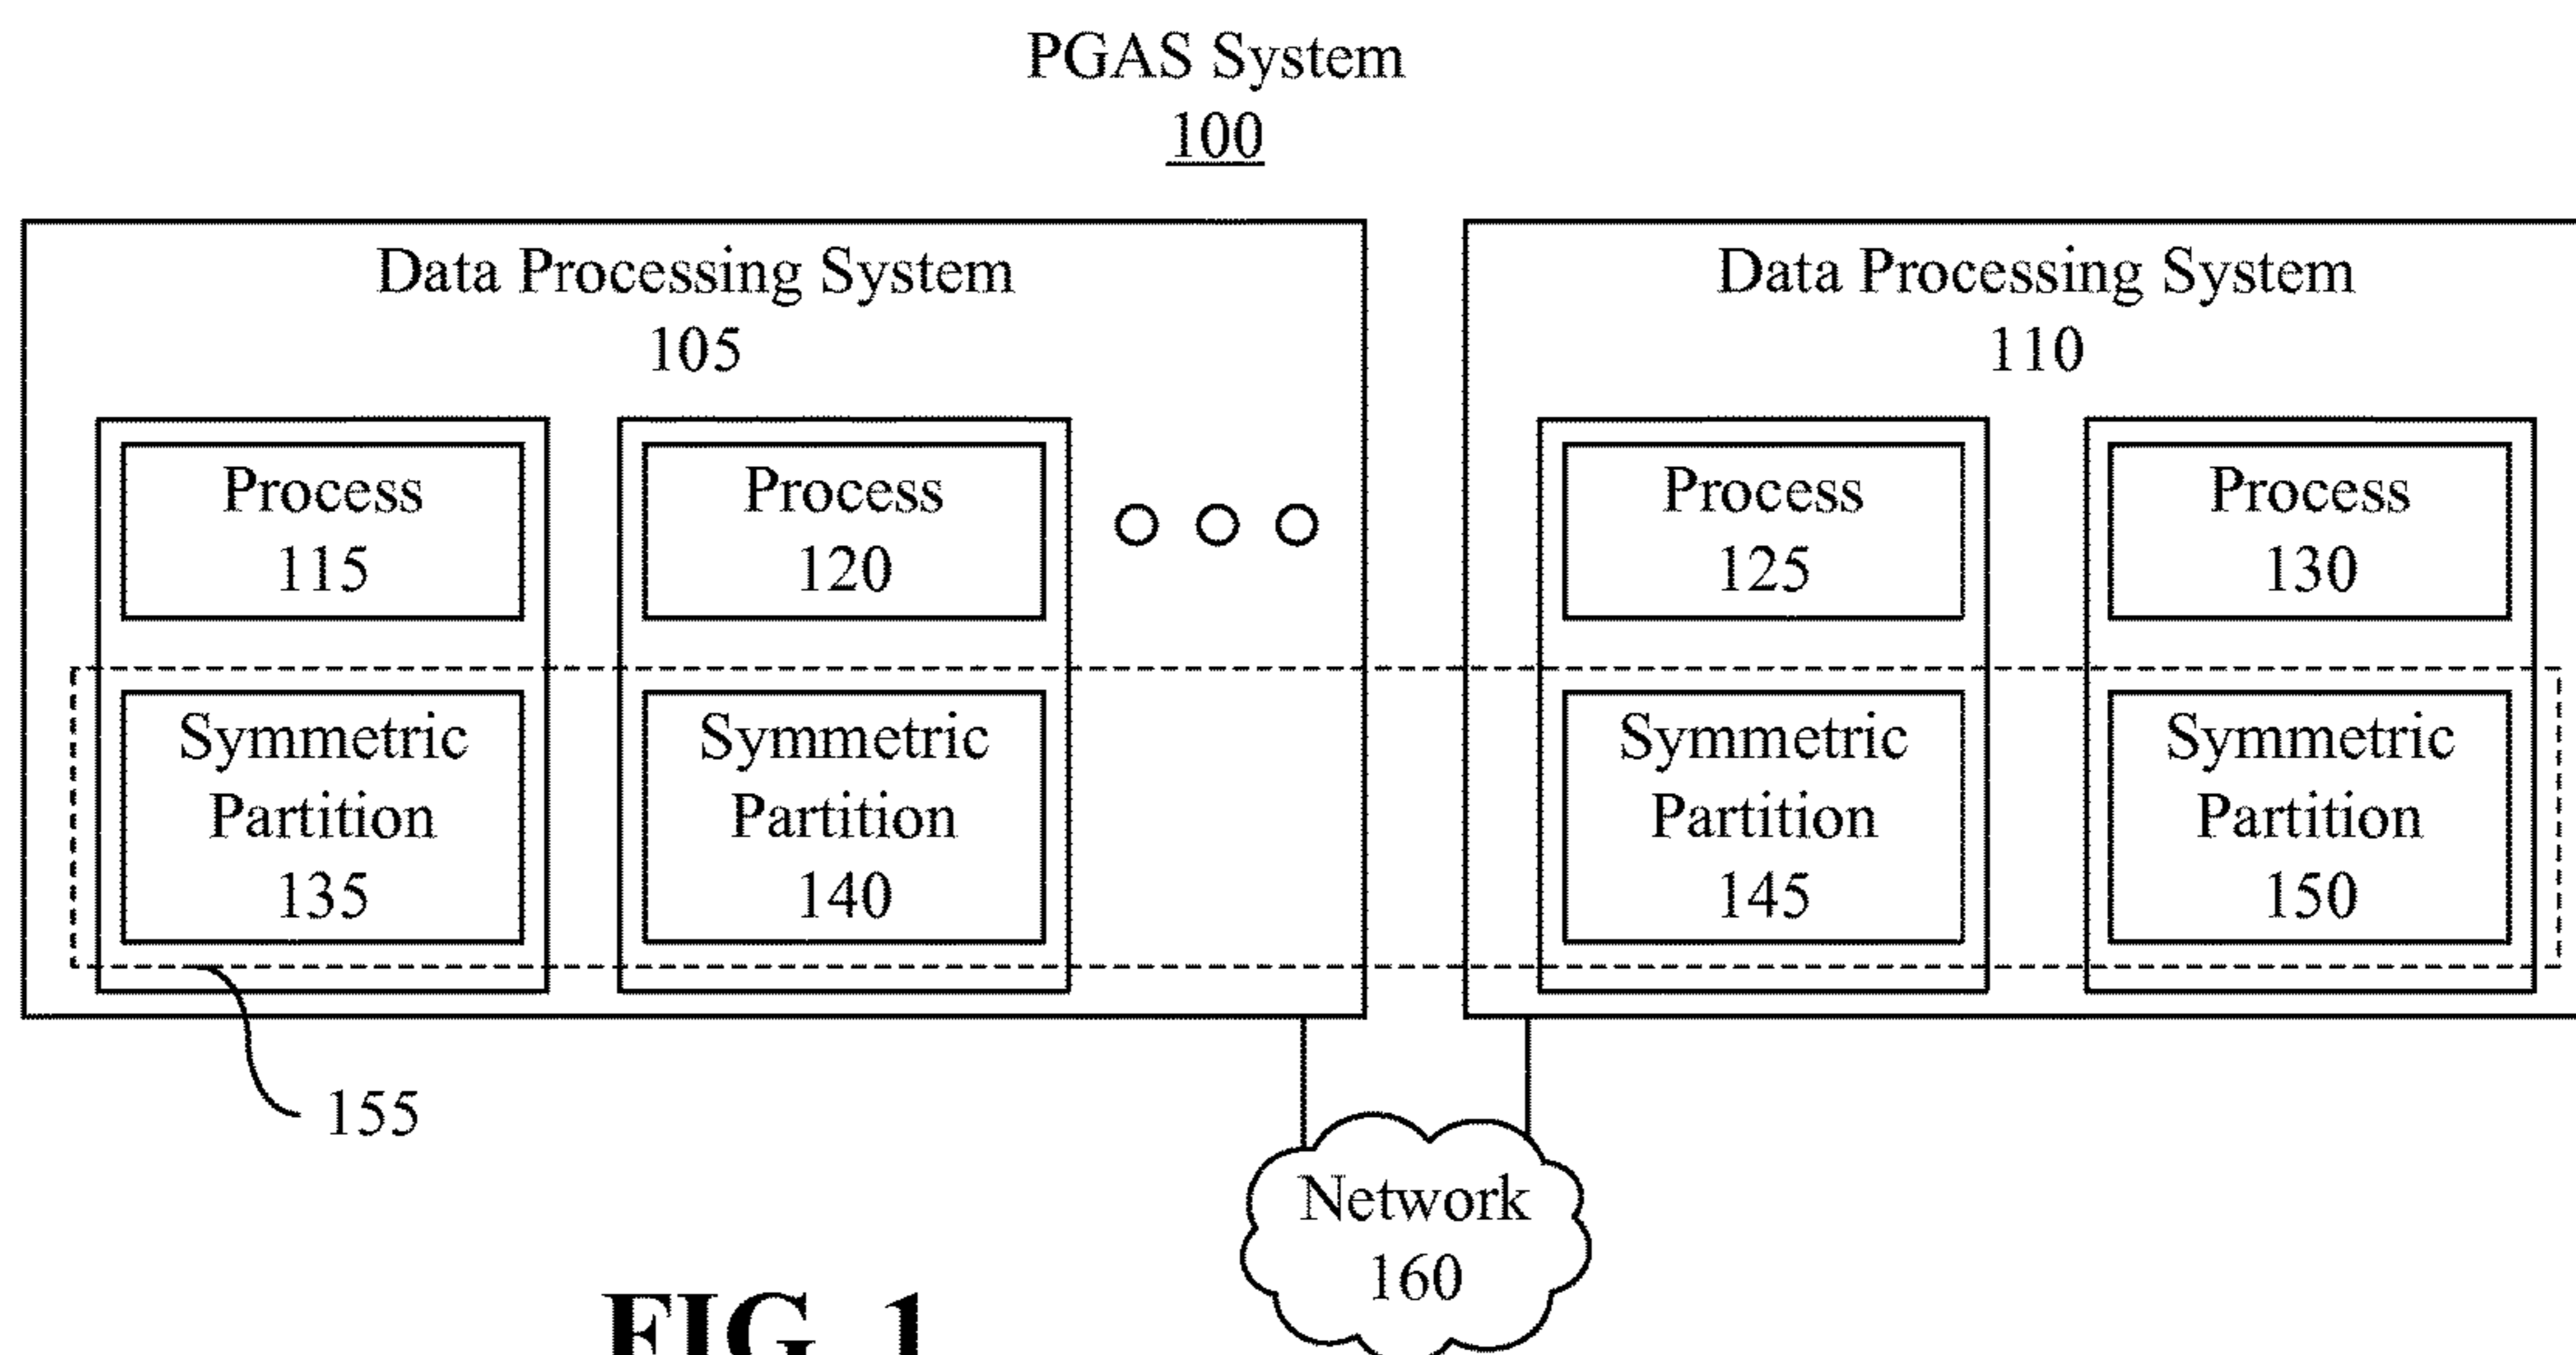 PGAS System
100
Data Processing System
105
Process
115
Process
120
Symmetric
Partition
135
Symmetric
Partition
140
Data Processing System
110
Process
125
Process
130
Symmetric
Partition
145
Symmetric
Partition
150
155
Network
160
FIG. 1